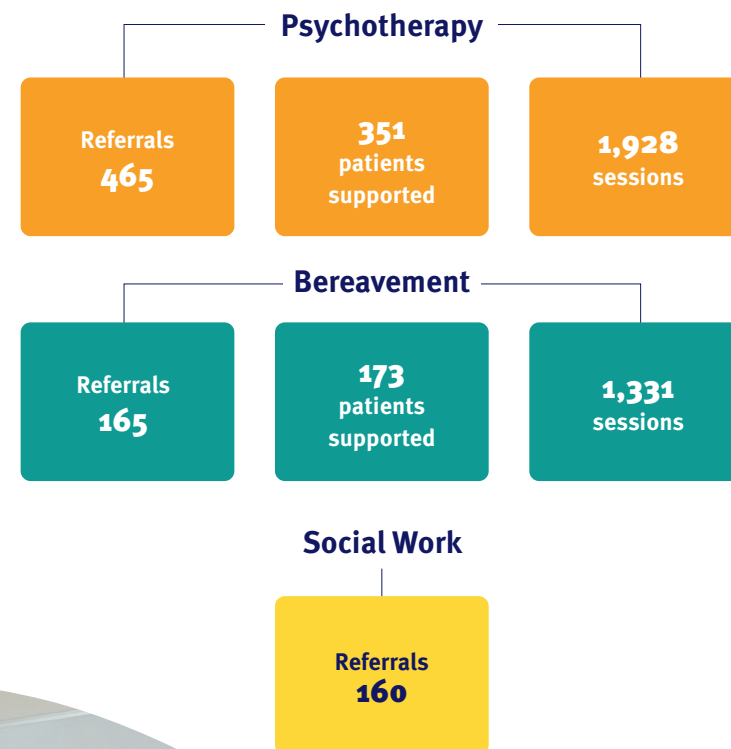 Psychotherapy
Referrals
465
351
patients
supported
1,928
sessions
Bereavement
Referrals
165
173
patients
supported
1,331
sessions
Social Work
Referrals
160